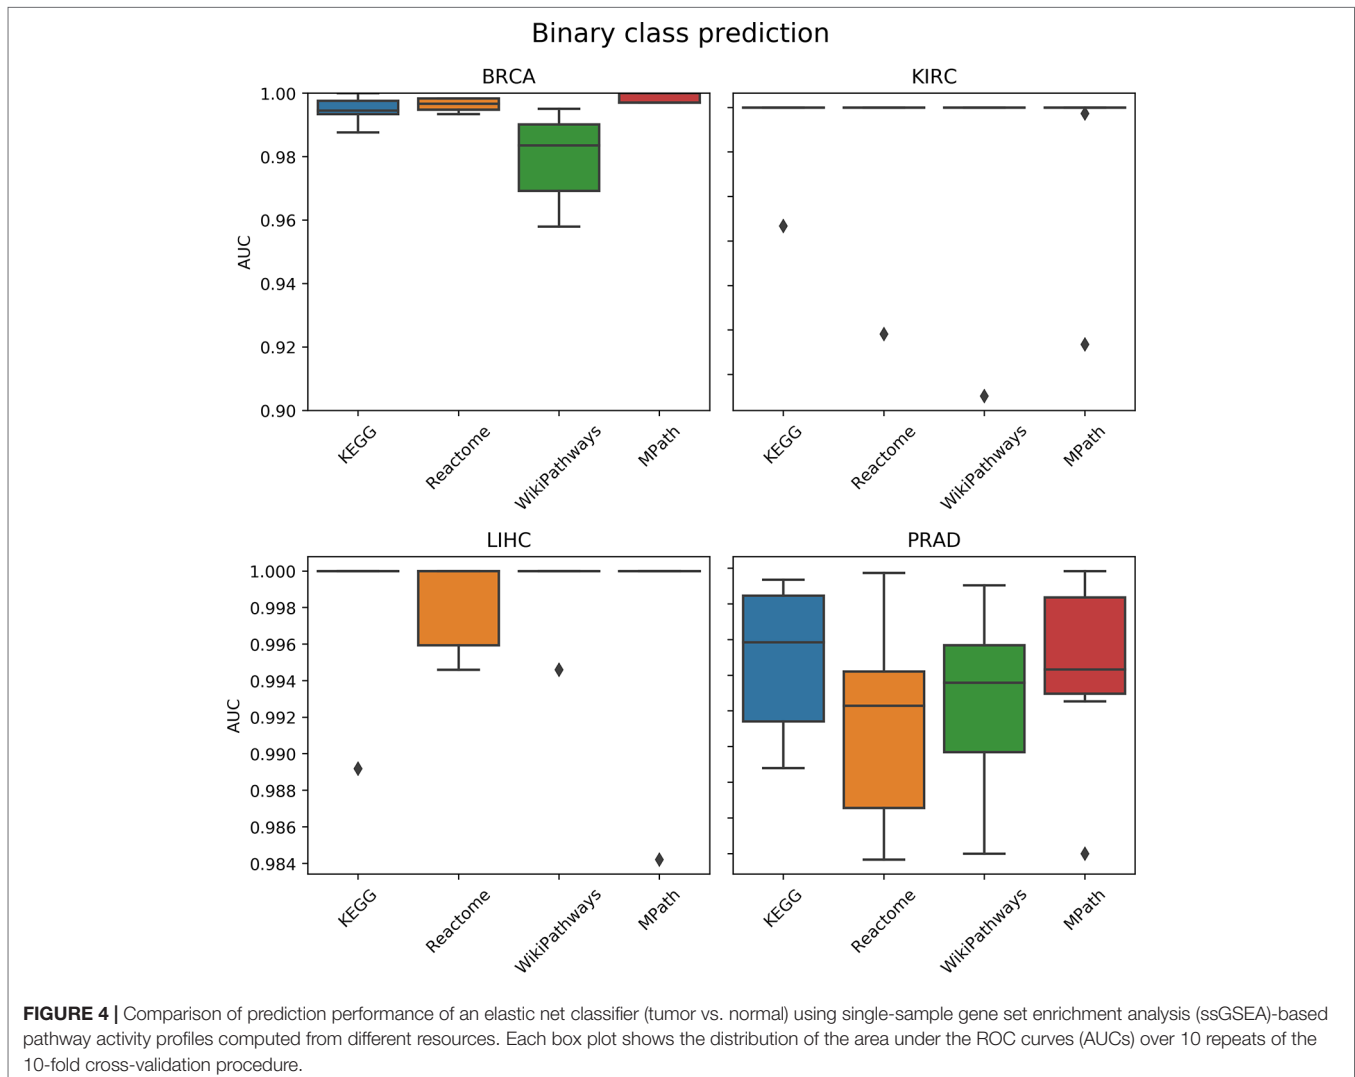 Binary class prediction
BRCA
KIRC
AUC
1.00
0.98
0.96
0.94
0.92
0.90
KEGG
Reactome
WikiPathways
MPath
KEGG
Reactome
WikiPathways
MPath
LIHC
PRAD
AUC
1.000
0.998
0.996
0.994
0.992
0.990
0.988
0.986
0.984
KEGG
Reactome
WikiPathways
MPath
KEGG
Reactome
WikiPathways
MPath
FIGURE 4 | Comparison of prediction performance of an elastic net classifier (tumor vs. normal) using single-sample gene set enrichment analysis (ssGSEA)-based
pathway activity profiles computed from different resources. Each box plot shows the distribution of the area under the ROC curves (AUCs) over 10 repeats of the
10-fold cross-validation procedure.